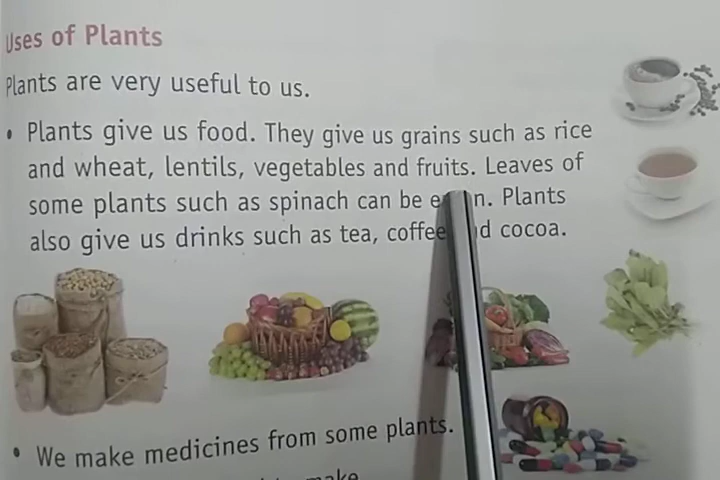 Uses of Plants
Plants are very useful to us.
• Plants give us food. They give us grains such as rice
and wheat, lentils, vegetables and fruits. Leaves of
some plants such as spinach can be Plants
also give us drinks such as tea, coffee cocoa.
• We make medicines from some plants.
make